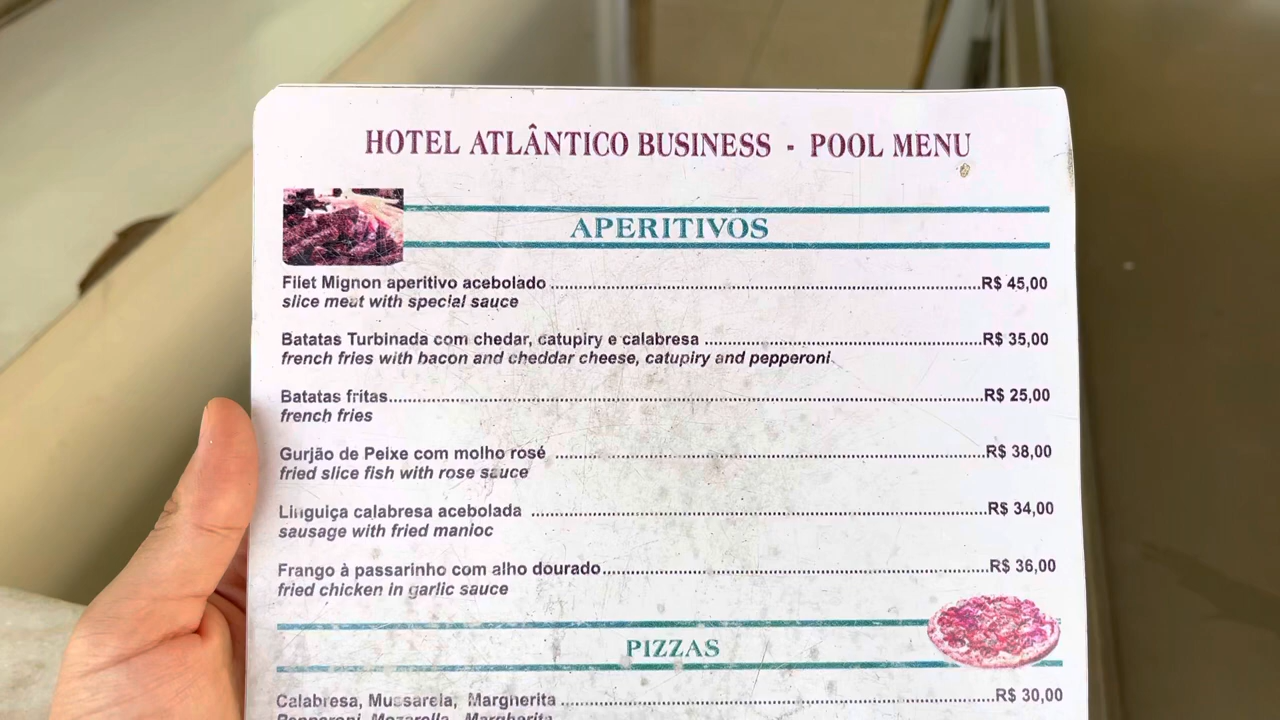 HOTEL ATLÂNTICO BUSINESS - POOL MENU
APERITIVOS
Filet Mignon aperitivo acebolado ........ R$ 45,00
slice meat with special sauce
Batatas Turbinada com chedar, catupiry e calabresa ........ R$ 35,00
french fries with bacon and cheddar cheese, catupiry and pepperoni
Batatas fritas........ R$ 25,00
french fries
Gurjão de Peixe com molho rosé ........ R$ 38,00
fried slice fish with rose sauce
Linguiça calabresa acebolada ........ R$ 34,00
sausage with fried manioc
Frango à passarinho com alho dourado........ R$ 36,00
fried chicken in garlic sauce
PIZZAS
Calabresa, Mussarela, Margherita ........ R$ 30,00
Pepperoni, Mozarella, Margherita